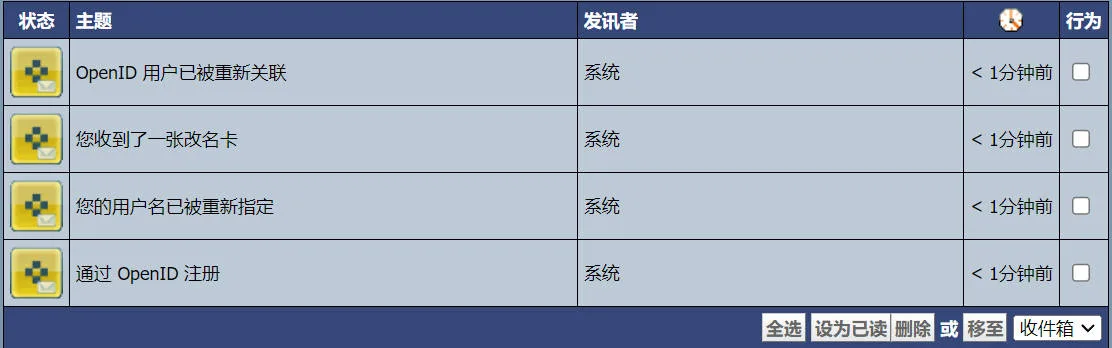 状态 主题 发讯者 行为
OpenID 用户已被重新关联 系统 < 1分钟前
您收到了一张改名卡 系统 < 1分钟前
您的用户名已被重新指定 系统 < 1分钟前
通过 OpenID 注册 系统 < 1分钟前
全选 设为已读 删除 或 移至 收件箱